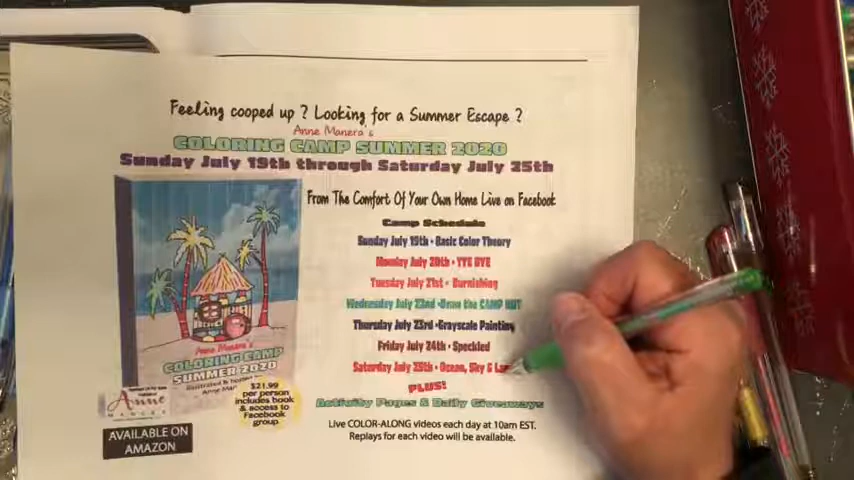 Feeling cooped up ? Looking for a Summer Escape ?
Anne Manera's
COLORING CAMP SUMMER 2020
Sunday July 19th through Saturday July 25th
From The Comfort Of Your Own Home Live on Facebook
Camp Schedule
Sunday July 19th - Basic Color Theory
Monday July 20th - TYE DYE
Tuesday July 21st - Burnishing
Wednesday July 22nd - Draw the CAMP HUT
Thursday July 23rd - Grayscale Painting
Friday July 24th - Speckled
Saturday July 25th - Ocean, Sky &
PLUS!
Activity Pages & Daily Giveaways
Live COLOR-ALONG videos each day at 10am EST.
Replays for each video will be available.
Anne Manera's
COLORING CAMP
SUMMER 2020
Illustrated &
Anne
$21.99
per person
includes book
& access to
Facebook
group.
Anne
MANERA
AVAILABLE ON
AMAZON